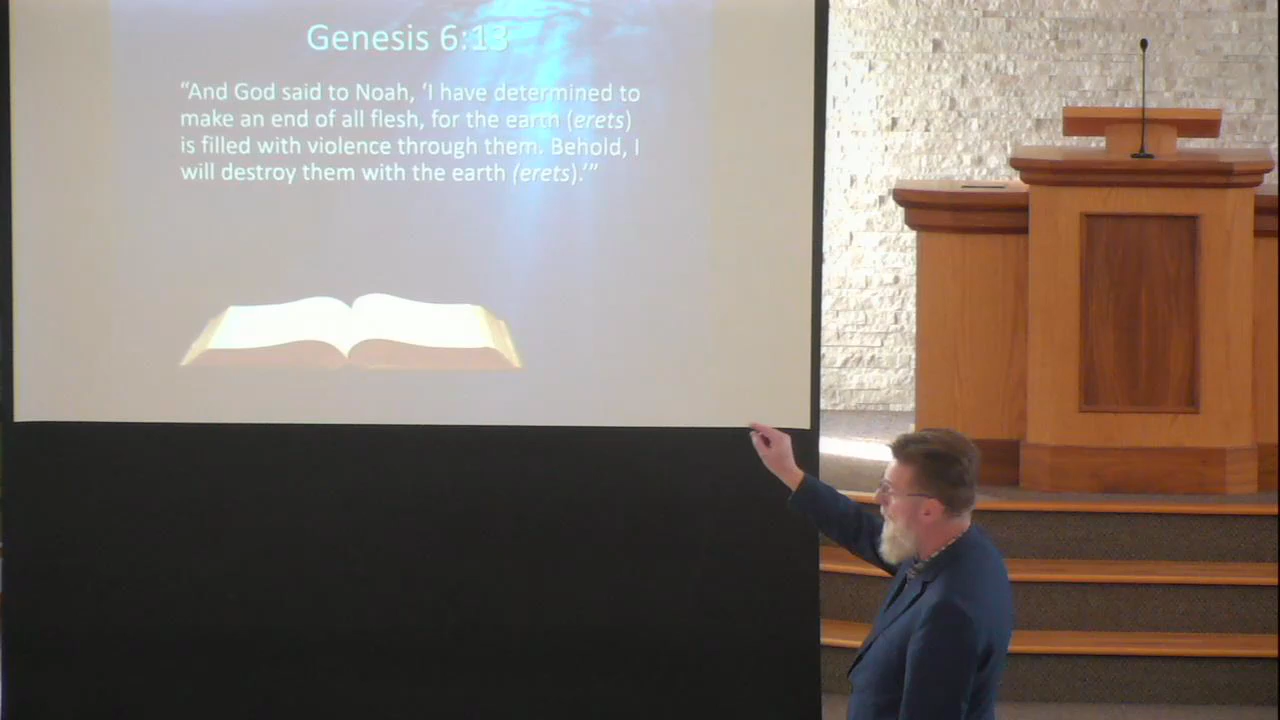 Genesis 6:13
“And God said to Noah, ‘I have determined to
make an end of all flesh, for the earth (erets)
is filled with violence through them. Behold, I
will destroy them with the earth (erets).’”